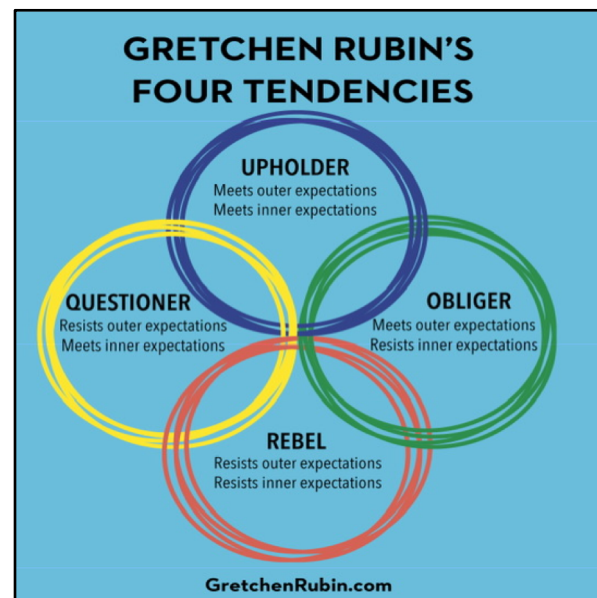 GRETCHEN RUBIN'S
FOUR TENDENCIES
UPHOLDER
Meets outer expectations
Meets inner expectations
QUESTIONER
Resists outer expectations
Meets inner expectations
OBLIGER
Meets outer expectations
Resists inner expectations
REBEL
Resists outer expectations
Resists inner expectations
GretchenRubin.com